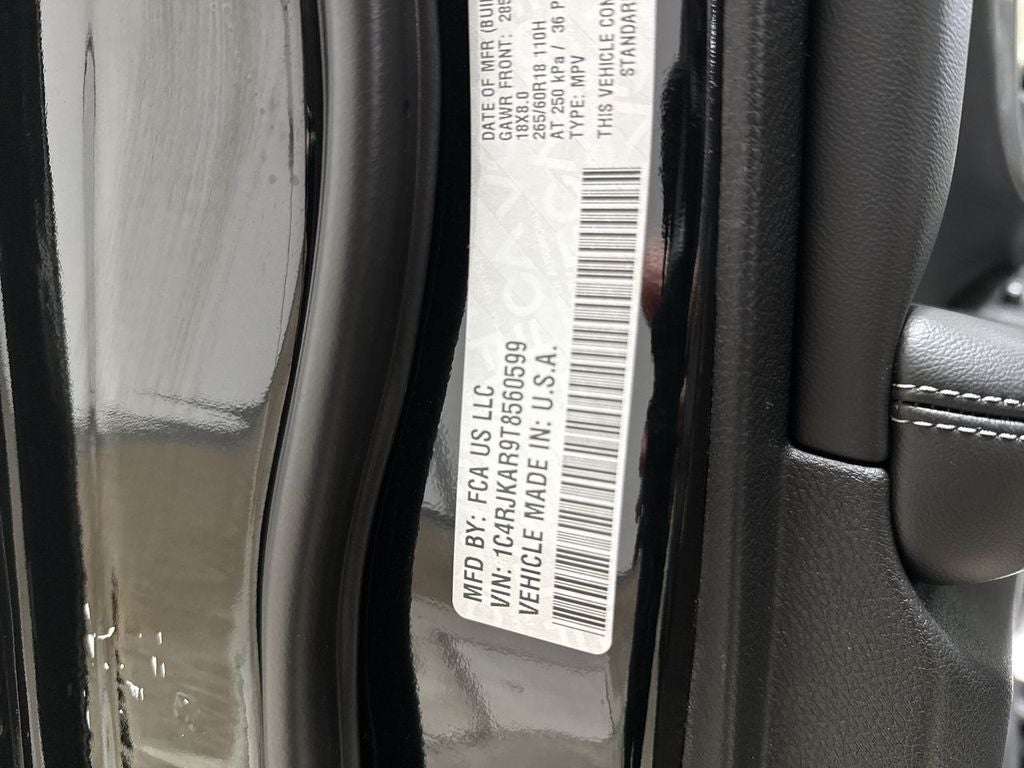 MFD BY: FCA US LLC
VIN: 1C4RJKAR9T8560599
VEHICLE MADE IN: U.S.A.
DATE OF MFR (BUI
GAWR FRONT: 285
18X8.0
265/60R18 110H
AT 250 kPa / 36 P
TYPE: MPV
THIS VEHICLE CON
STANDAR